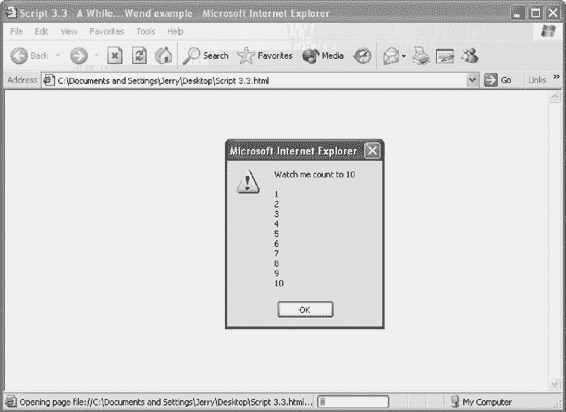 Script 3.3 - A While...Wend example - Microsoft Internet Explorer
File Edit View Favorites Tools Help
Back Search Favorites Media
Address C:\Documents and Settings\Jerry\Desktop\Script 3.3.html Go Links »
Microsoft Internet Explorer
Watch me count to 10
1
2
3
4
5
6
7
8
9
10
OK
Opening page file://C:\Documents and Settings\Jerry\Desktop\Script 3.3.html... My Computer